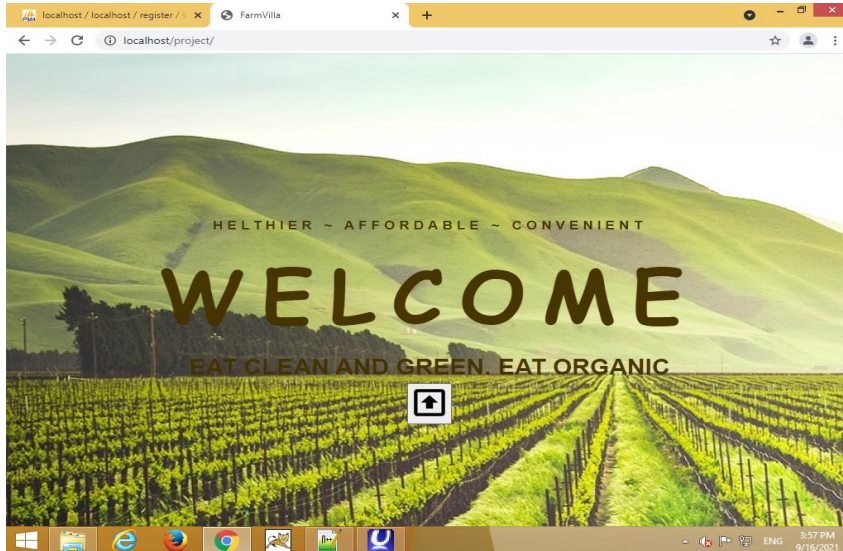 localhost / localhost / register / s
FarmVilla
localhost/project/
HELTHIER ~ AFFORDABLE ~ CONVENIENT
WELCOME
EAT CLEAN AND GREEN. EAT ORGANIC
ENG
3:57 PM
9/16/2021